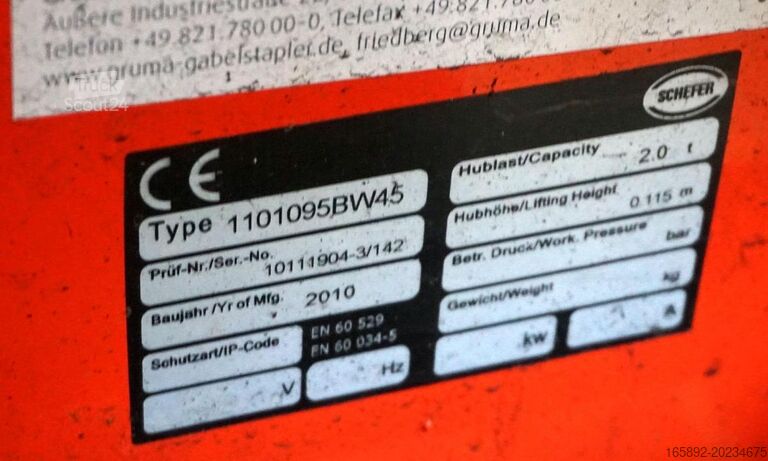 Äußere Industriestraße
Telefon +49.821.780 00-0, Telefax +49.821.780
www.gruma-gabelstapler.de, friedberg@gruma.de
Truck
Scout24
SCHEFER
CE
Type 1101095BW45
Prüf-Nr./Ser.-No. 10111904-3/142
Baujahr /Yr of Mfg. 2010
Schutzart/IP-Code
EN 60 529
EN 60 034-5
V
Hz
Hublast/Capacity 2.0 t
Hubhöhe/Lifting Height 0.115 m
Betr. Druck/Work. Pressure bar
Gewicht/Weight kg
kw
A
165892-20234675